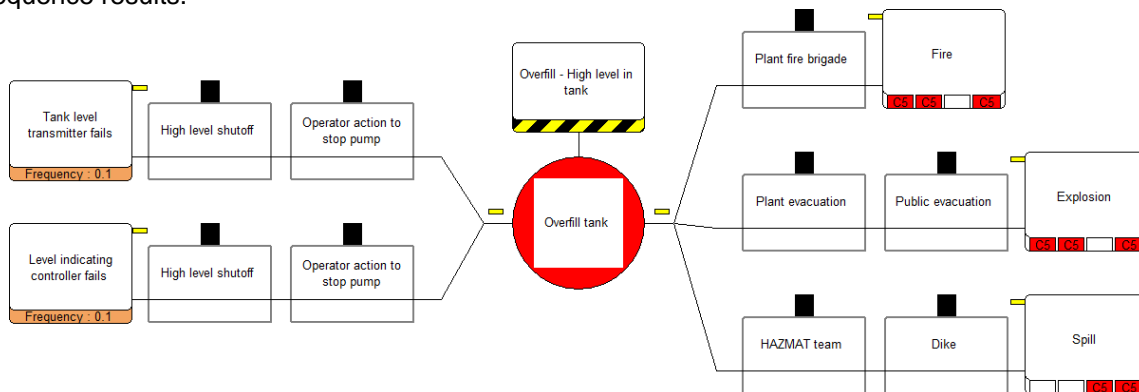 equence results.
Tank level
transmitter fails
Frequency : 0.1
High level shutoff
Operator action to
stop pump
Level indicating
controller fails
Frequency : 0.1
High level shutoff
Operator action to
stop pump
Overfill - High level in
tank
Overfill tank
Plant fire brigade
Fire
C5 C5 C5
Plant evacuation
Public evacuation
Explosion
C5 C5 C5
HAZMAT team
Dike
Spill
C5 C5